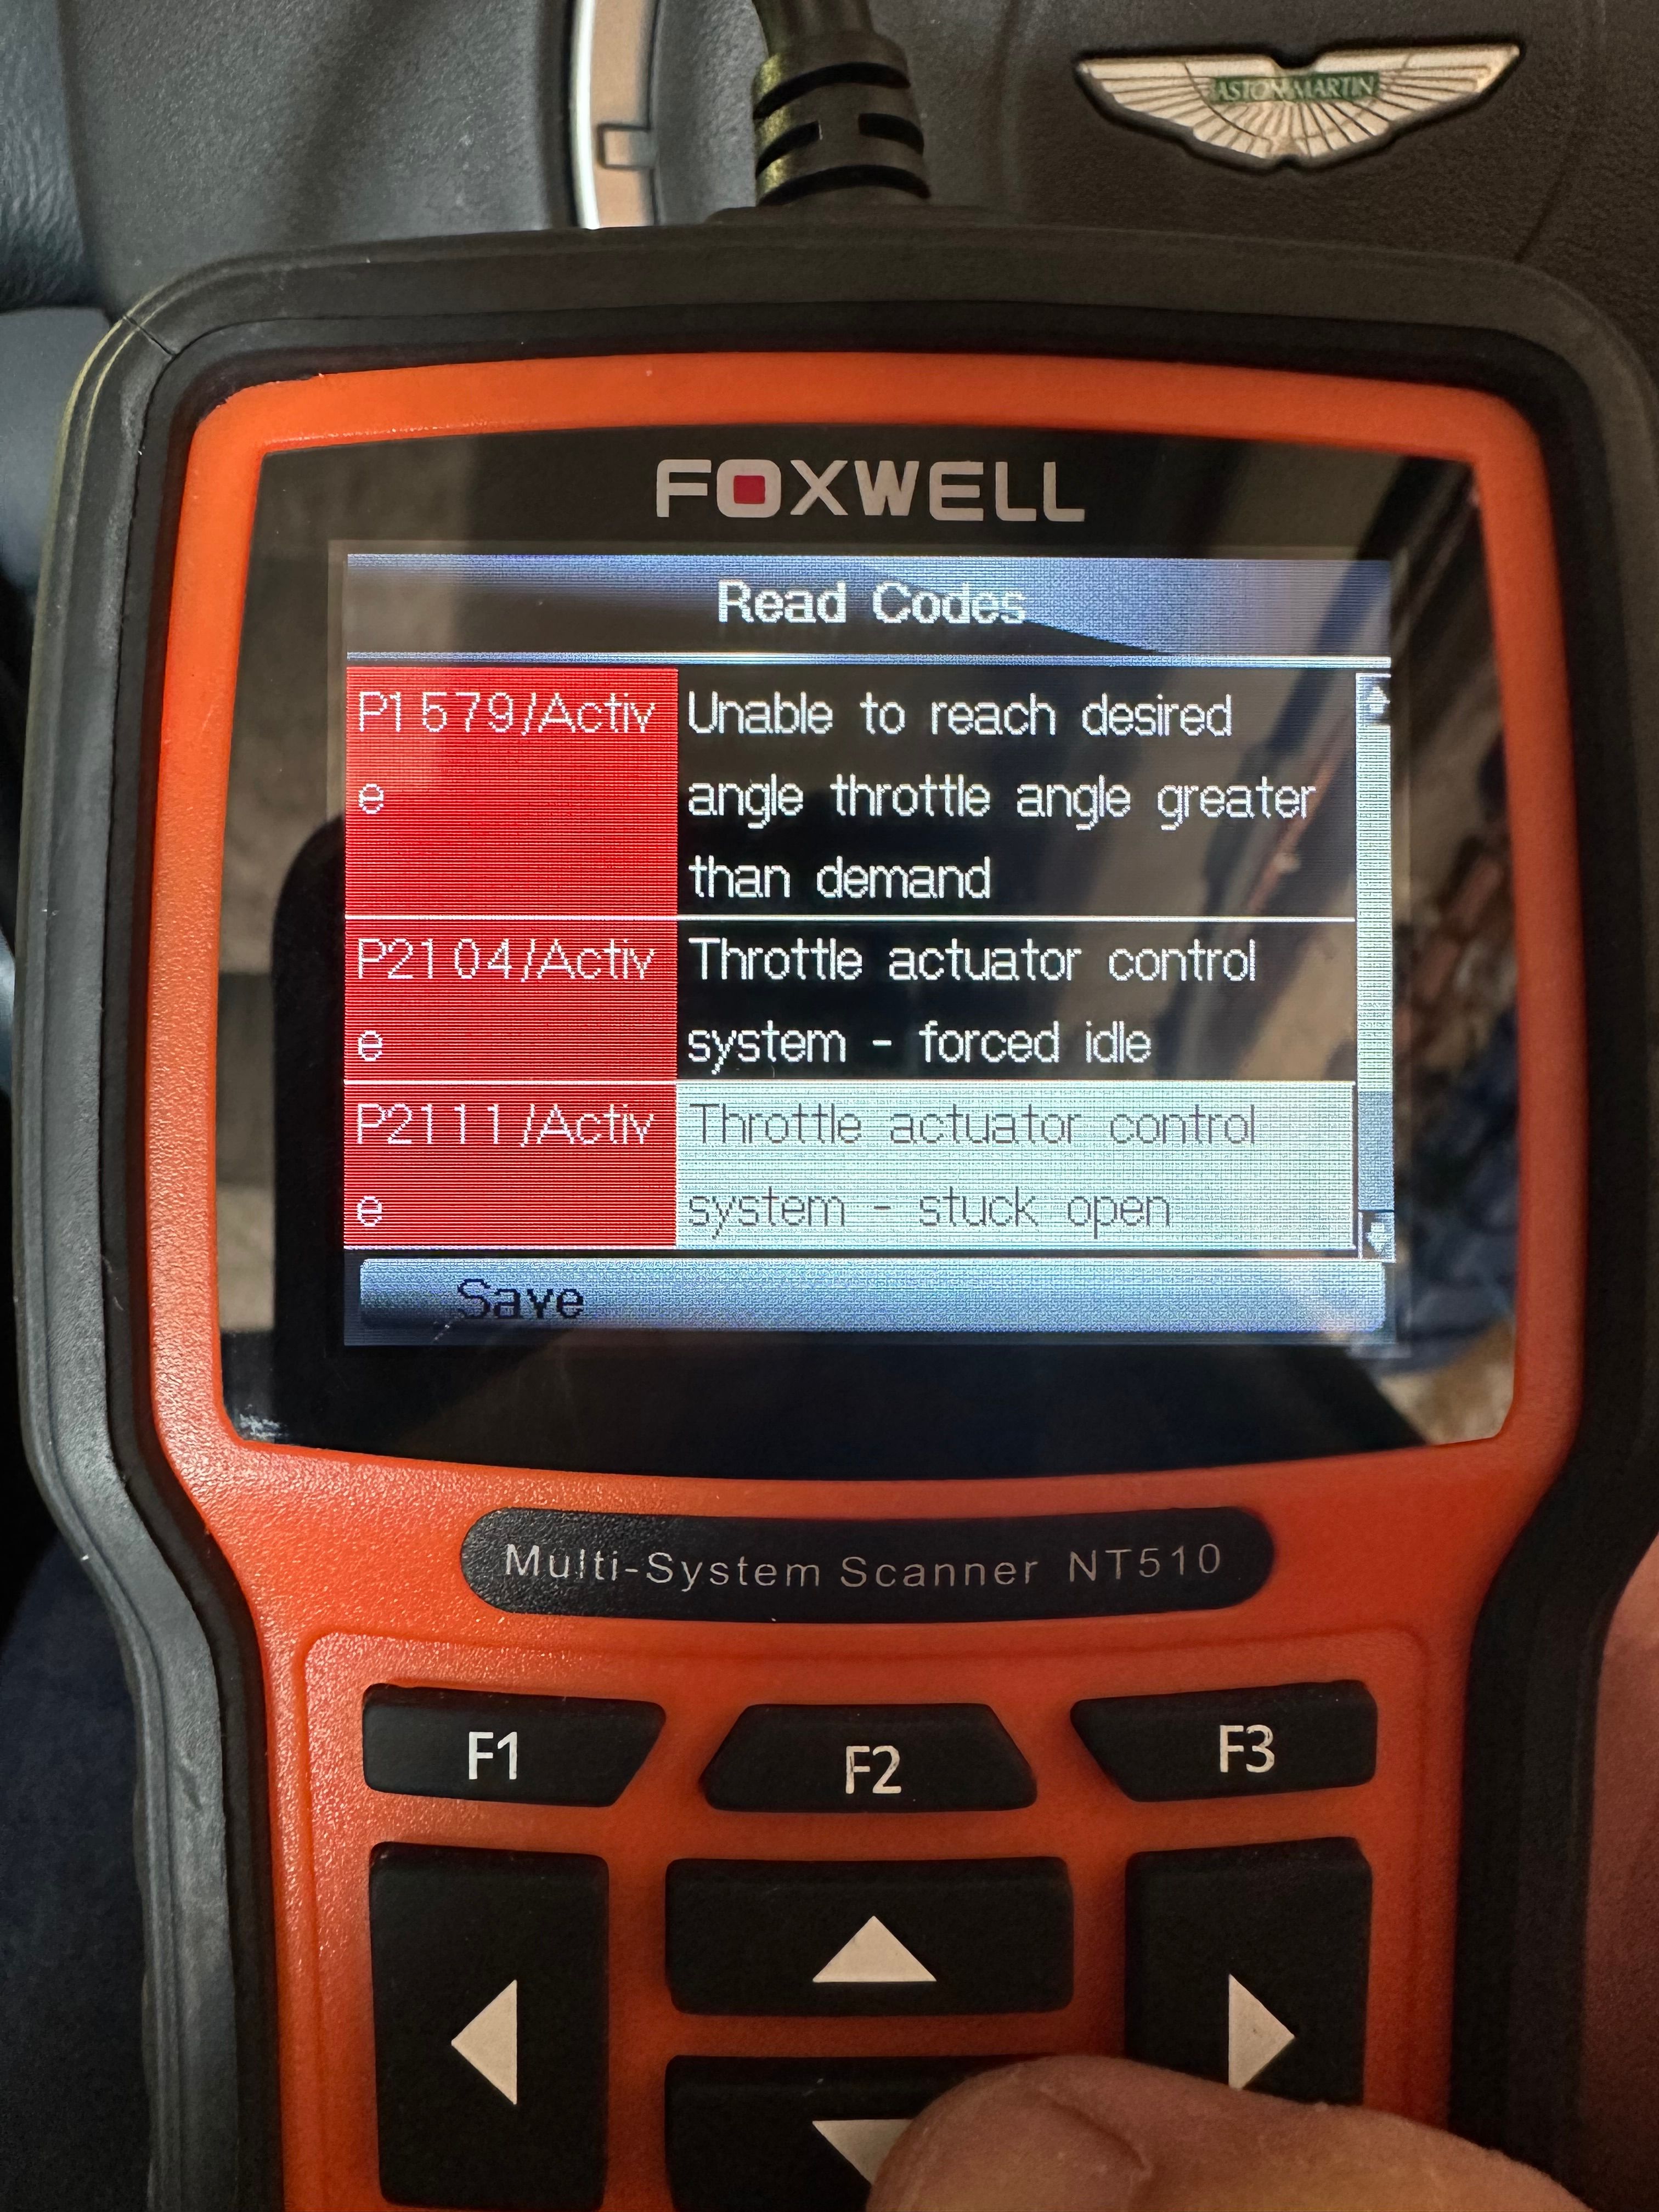 ASTON MARTIN
FOXWELL
Read Codes
P1579/Activ Unable to reach desired
e angle throttle angle greater
than demand
P2104/Activ Throttle actuator control
e system - forced idle
P2111/Activ Throttle actuator control
e system - stuck open
Save
Multi-System Scanner NT510
F1 F2 F3